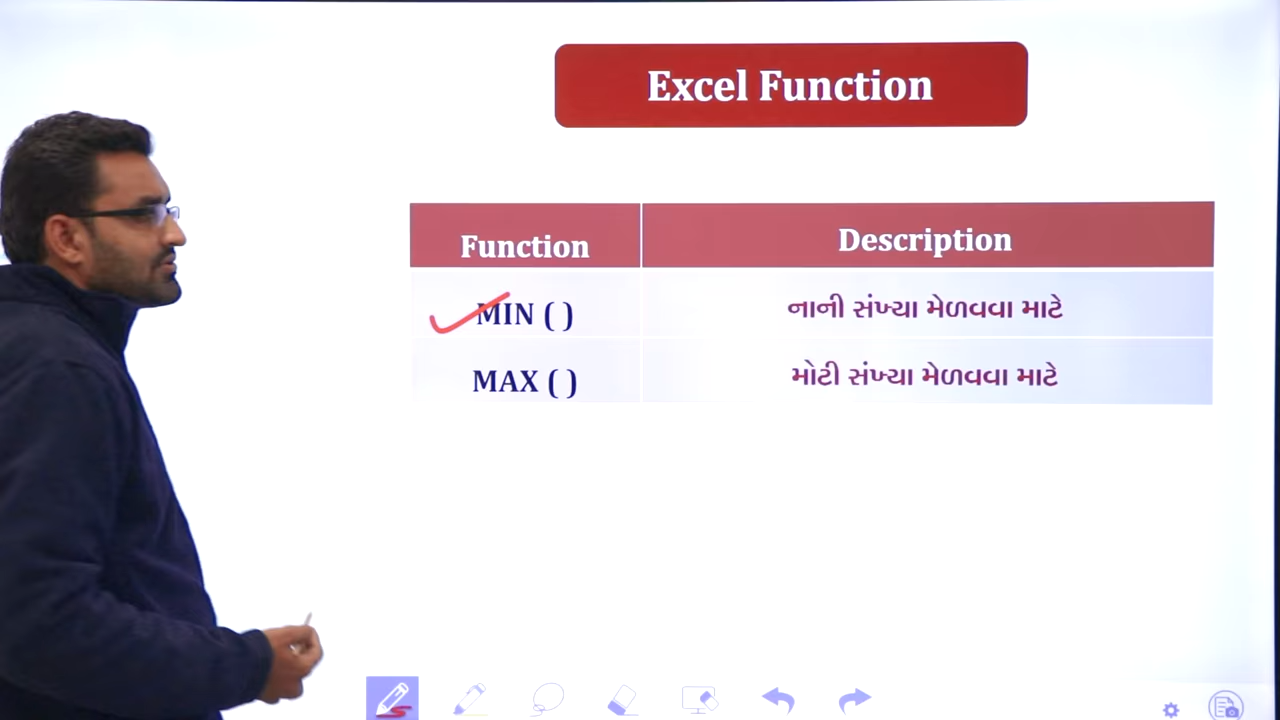 Excel Function
Function Description
MIN ( ) નાની સંખ્યા મેળવવા માટે
MAX ( ) મોટી સંખ્યા મેળવવા માટે